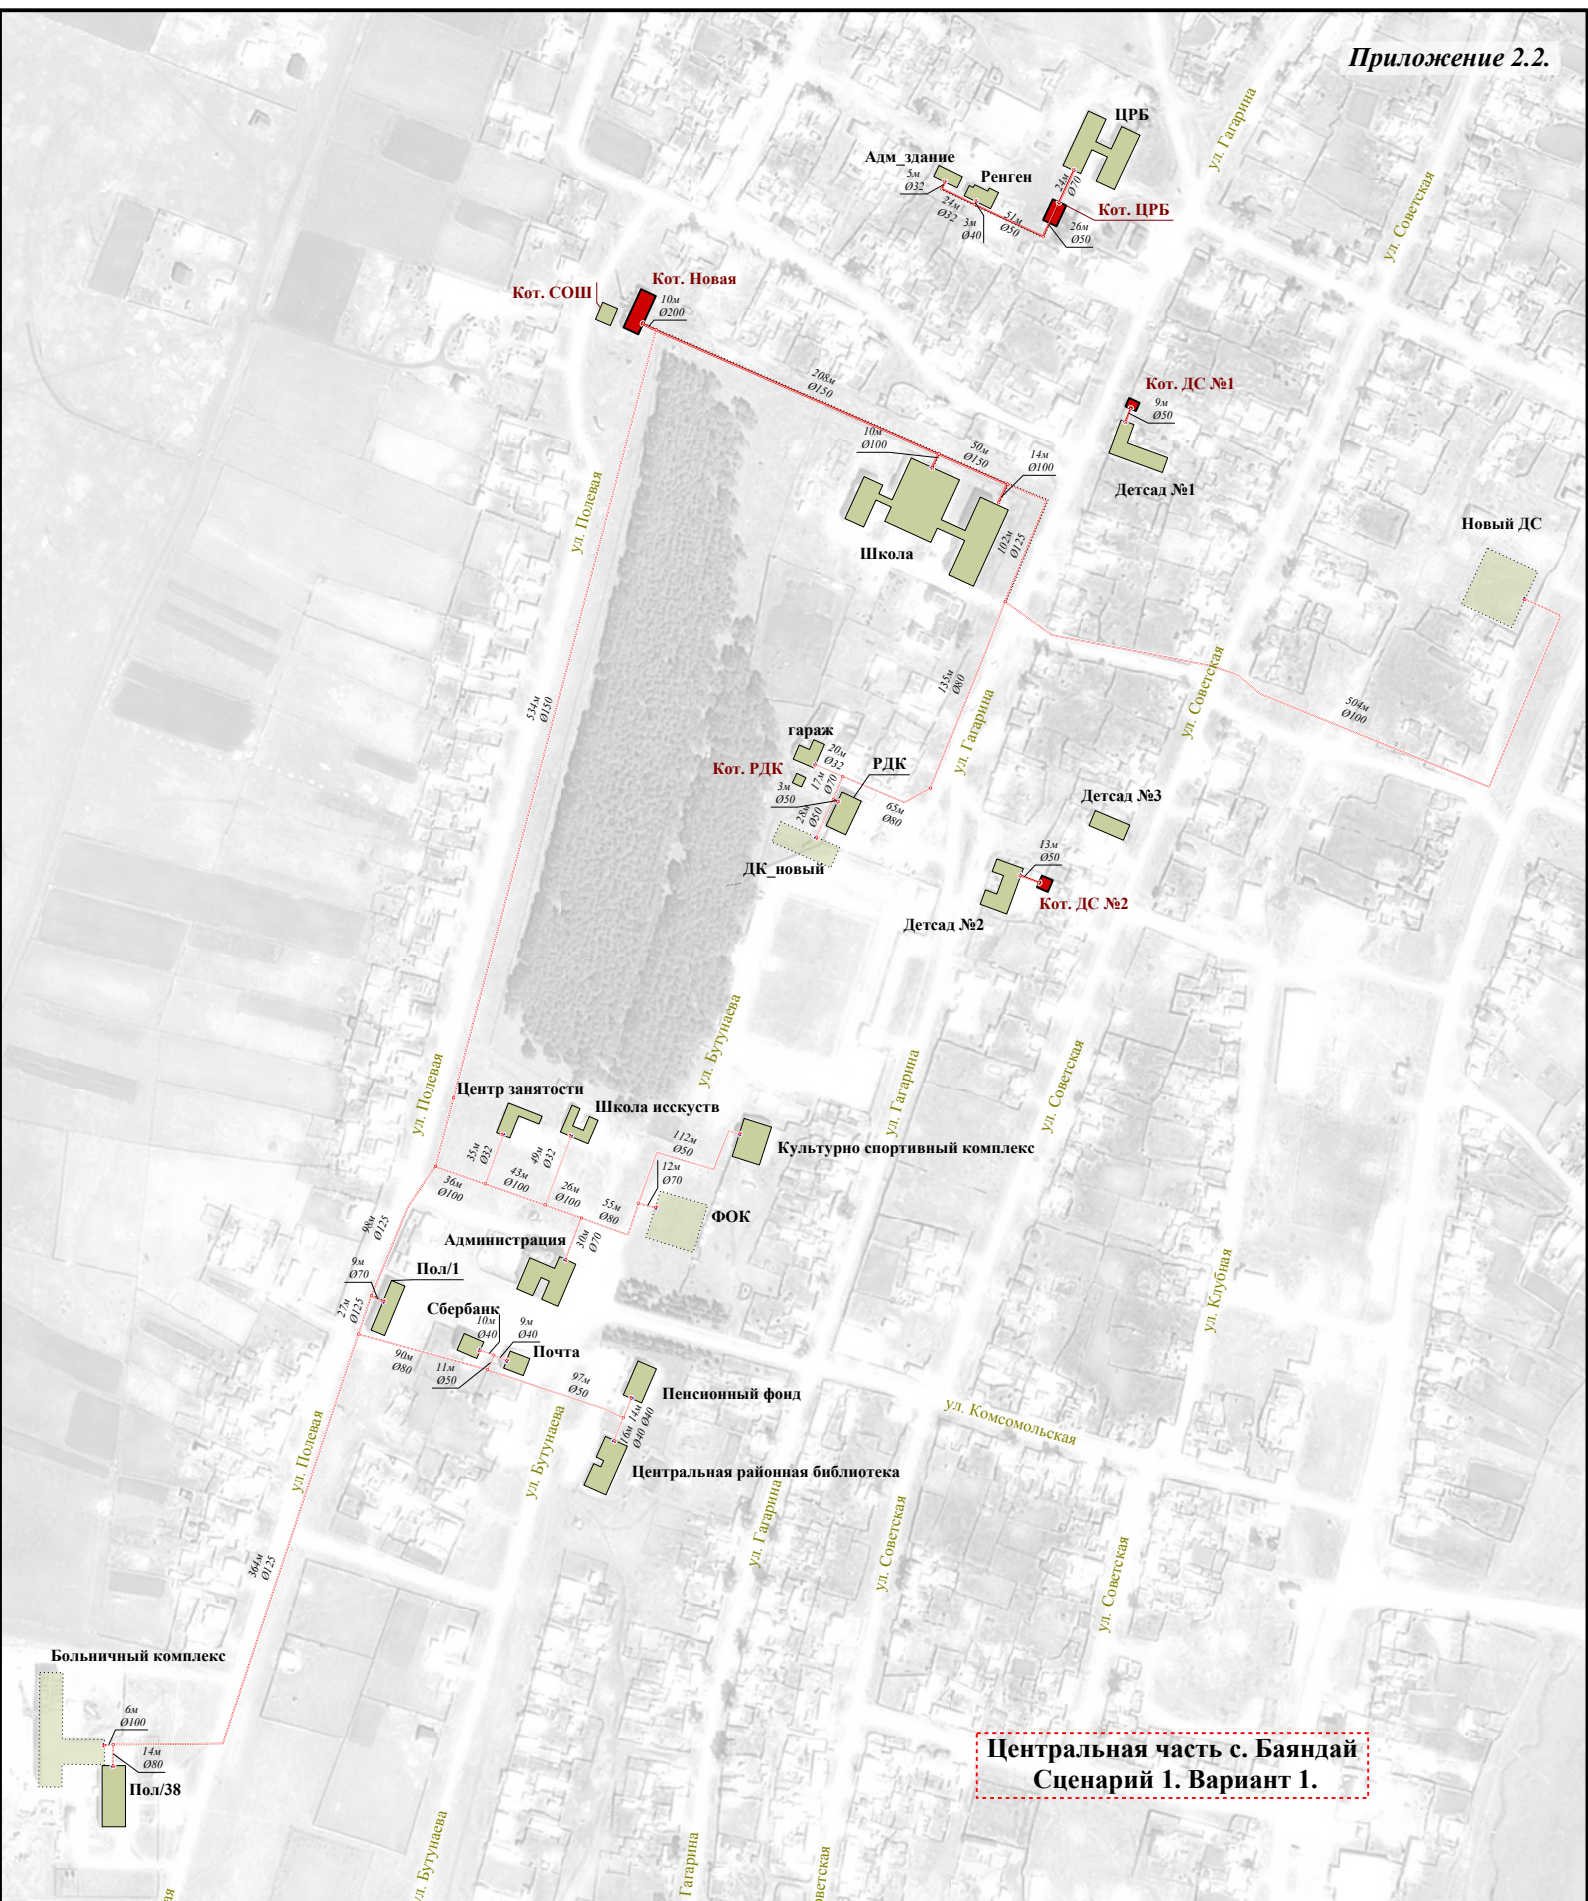 Приложение 2.2.
ЦРБ
ул. Гагарина
Адм_здание
5м
Ø32
Ренген
24м
Ø70
ул. Советская
24м
Ø32
3м
Ø40
51м
Ø50
Кот. ЦРБ
26м
Ø50
Кот. СОШ
Кот. Новая
10м
Ø200
208м
Ø150
Кот. ДС №1
9м
Ø50
10м
Ø100
50м
Ø150
14м
Ø100
Детсад №1
ул. Полевая
Школа
102м
Ø125
Новый ДС
534м
Ø150
135м
Ø80
ул. Гагарина
ул. Советская
504м
Ø100
гараж
20м
Ø32
Кот. РДК
17м
Ø70
РДК
3м
Ø50
28м
Ø50
65м
Ø80
Детсад №3
ДК_новый
13м
Ø50
Кот. ДС №2
Детсад №2
ул. Бутунаева
ул. Полевая
ул. Гагарина
ул. Советская
Центр занятости
Школа исскуств
35м
Ø32
49м
Ø32
112м
Ø50
Культурно спортивный комплекс
12м
Ø70
36м
Ø100
43м
Ø100
26м
Ø100
55м
Ø80
ФОК
98м
Ø125
Администрация
30м
Ø70
9м
Ø70
Пол/1
27м
Ø125
Сбербанк
10м
Ø40
9м
Ø40
Почта
ул. Клубная
90м
Ø80
11м
Ø50
97м
Ø50
Пенсионный фонд
14м
Ø40
16м
Ø40
ул. Комсомольская
ул. Полевая
ул. Бутунаева
Центральная районная библиотека
ул. Гагарина
ул. Советская
ул. Советская
364м
Ø125
Больничный комплекс
6м
Ø100
14м
Ø80
Пол/38
Центральная часть с. Баяндай
Сценарий 1. Вариант 1.
ул. Бутунаева
Гагарина